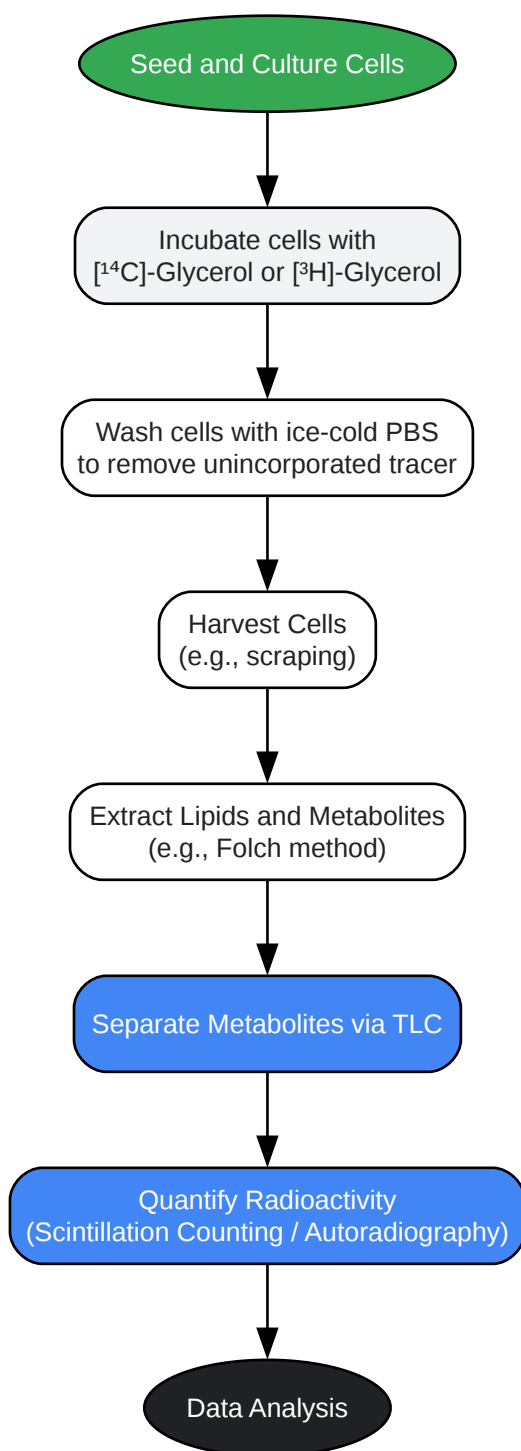 Seed and Culture Cells
Incubate cells with
[¹⁴C]-Glycerol or [³H]-Glycerol
Wash cells with ice-cold PBS
to remove unincorporated tracer
Harvest Cells
(e.g., scraping)
Extract Lipids and Metabolites
(e.g., Folch method)
Separate Metabolites via TLC
Quantify Radioactivity
(Scintillation Counting / Autoradiography)
Data Analysis